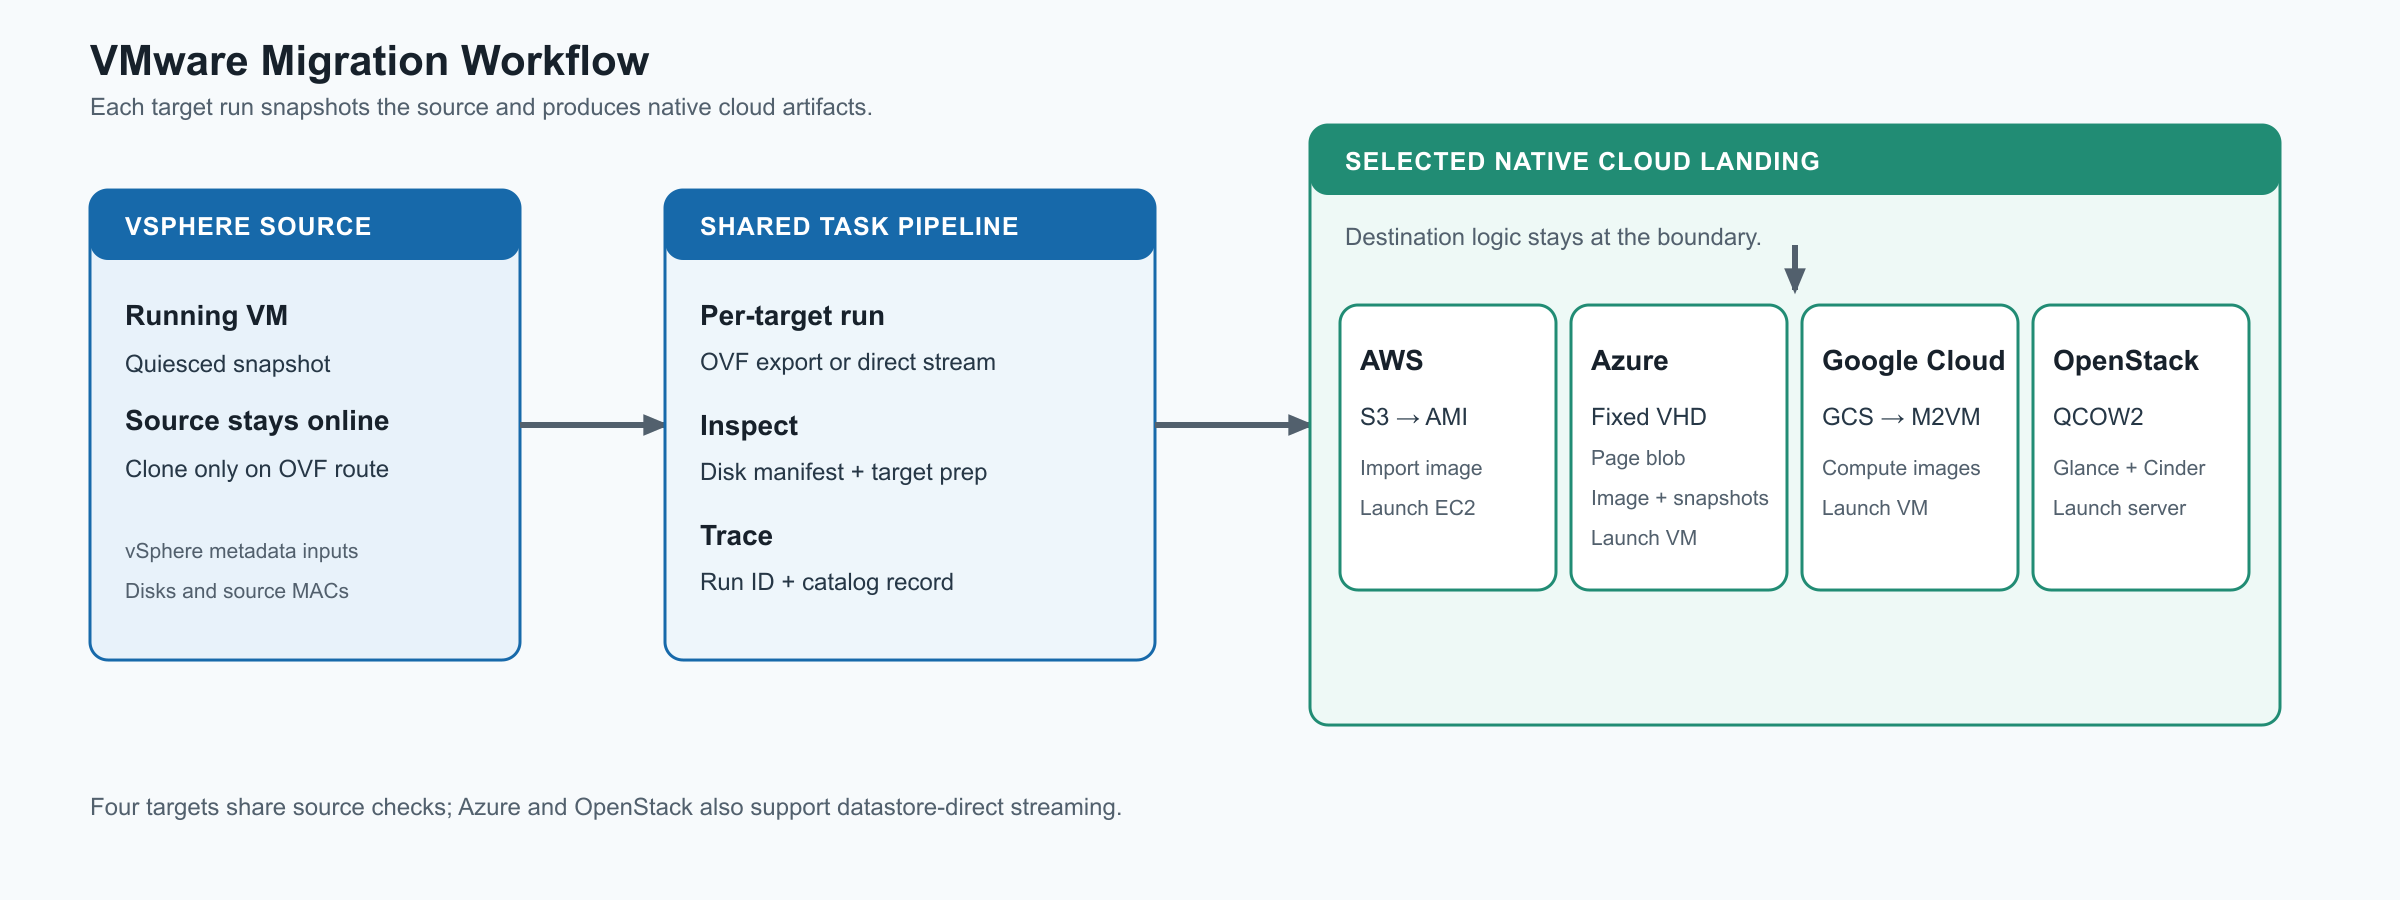 VMware Migration Workflow
Each target run snapshots the source and produces native cloud artifacts.
VSPHERE SOURCE
Running VM
Quiesced snapshot
Source stays online
Clone only on OVF route
vSphere metadata inputs
Disks and source MACs
SHARED TASK PIPELINE
Per-target run
OVF export or direct stream
Inspect
Disk manifest + target prep
Trace
Run ID + catalog record
SELECTED NATIVE CLOUD LANDING
Destination logic stays at the boundary.
AWS
S3 → AMI
Import image
Launch EC2
Azure
Fixed VHD
Page blob
Image + snapshots
Launch VM
Google Cloud
GCS → M2VM
Compute images
Launch VM
OpenStack
QCOW2
Glance + Cinder
Launch server
Four targets share source checks; Azure and OpenStack also support datastore-direct streaming.